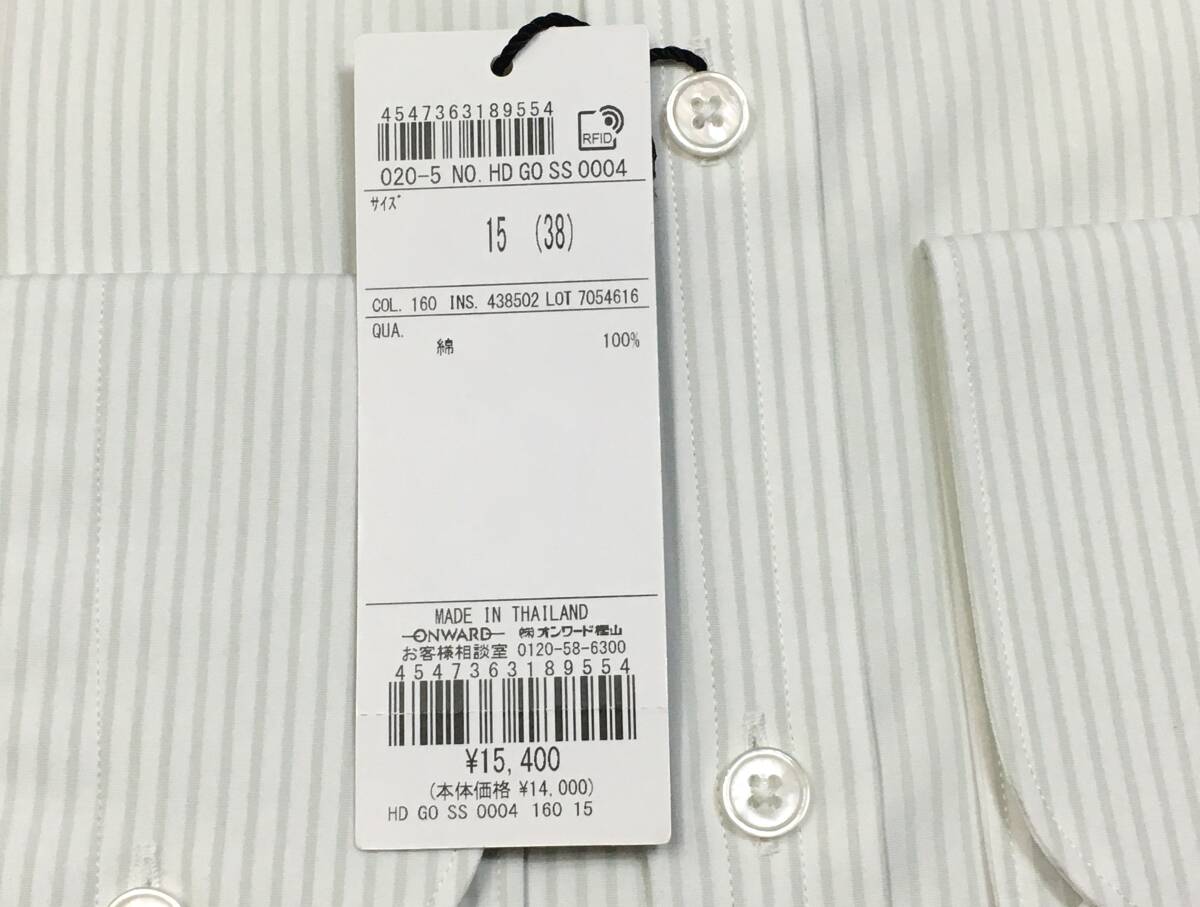 4547363189554
RFID
020-5 NO. HD GO SS 0004
サイズ
15 (38)
COL. 160 INS. 438502 LOT 7054616
QUA.
綿 100%
MADE IN THAILAND
ONWARD ㈱オンワード樫山
お客様相談室 0120-58-6300
4547363189554
¥15,400
(本体価格 ¥14,000)
HD GO SS 0004 160 15